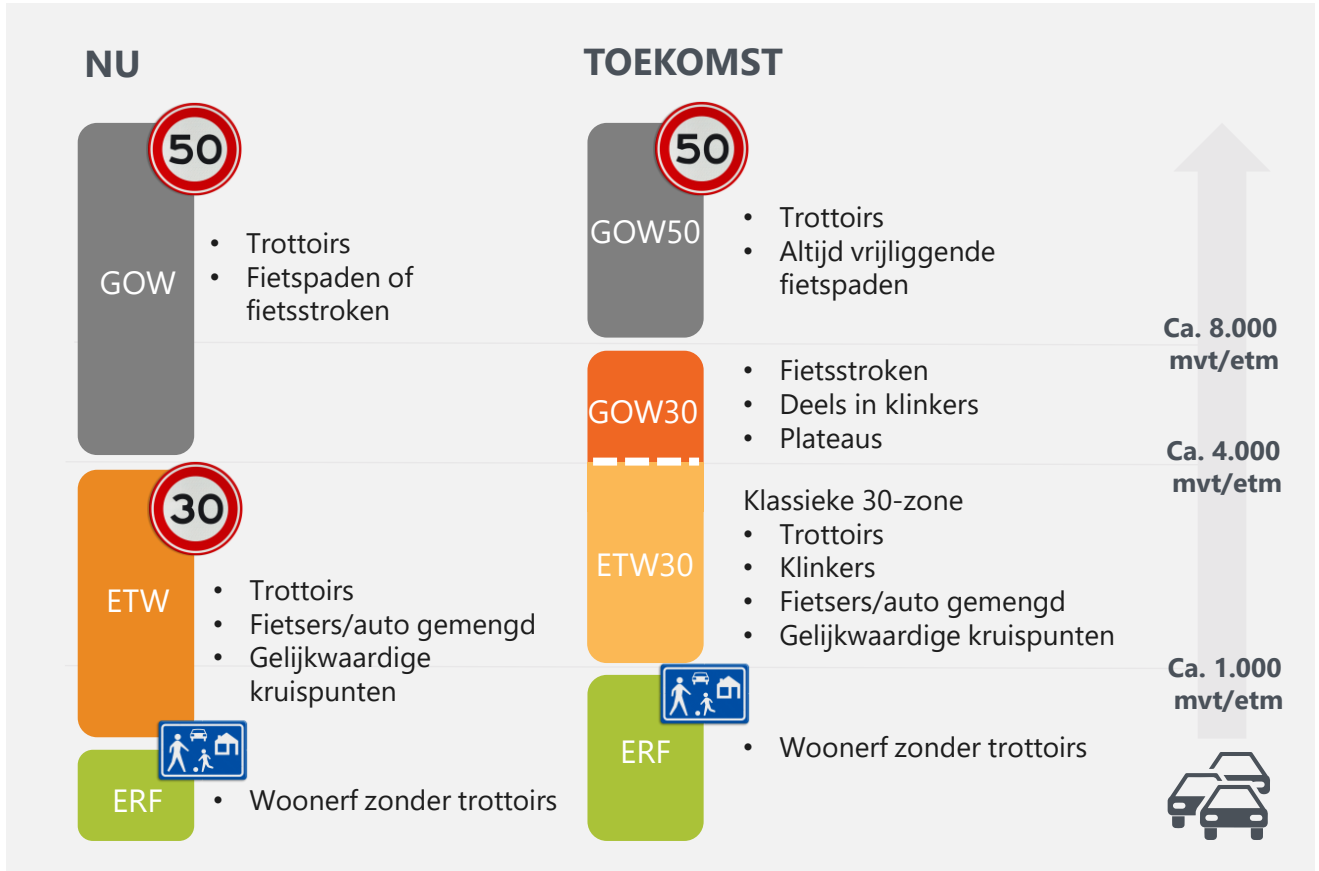 NU
50
GOW
• Trottoirs
• Fietspaden of
fietsstroken
30
ETW
• Trottoirs
• Fietsers/auto gemengd
• Gelijkwaardige
kruispunten
ERF
• Woonerf zonder trottoirs
TOEKOMST
50
GOW50
• Trottoirs
• Altijd vrijliggende
fietspaden
GOW30
• Fietsstroken
• Deels in klinkers
• Plateaus
ETW30
Klassieke 30-zone
• Trottoirs
• Klinkers
• Fietsers/auto gemengd
• Gelijkwaardige kruispunten
ERF
• Woonerf zonder trottoirs
Ca. 8.000
mvt/etm
Ca. 4.000
mvt/etm
Ca. 1.000
mvt/etm